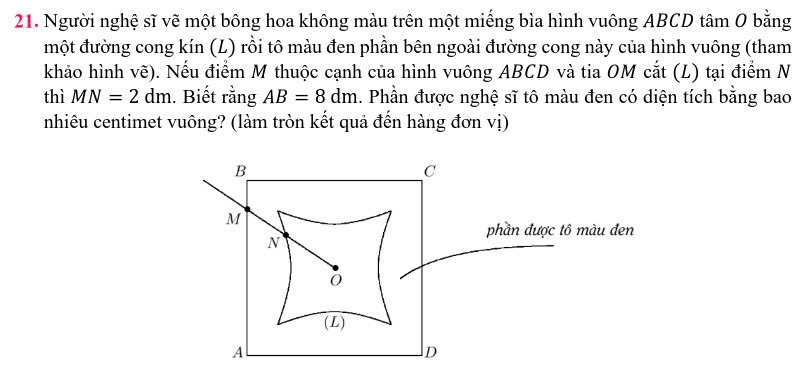 21. Người nghệ sĩ vẽ một bông hoa không màu trên một miếng bìa hình vuông ABCD tâm O bằng
một đường cong kín (L) rồi tô màu đen phần bên ngoài đường cong này của hình vuông (tham
khảo hình vẽ). Nếu điểm M thuộc cạnh của hình vuông ABCD và tia OM cắt (L) tại điểm N
thì MN = 2 dm. Biết rằng AB = 8 dm. Phần được nghệ sĩ tô màu đen có diện tích bằng bao
nhiêu centimet vuông? (làm tròn kết quả đến hàng đơn vị)
B
C
M
N
phần được tô màu đen
O
(L)
A
D